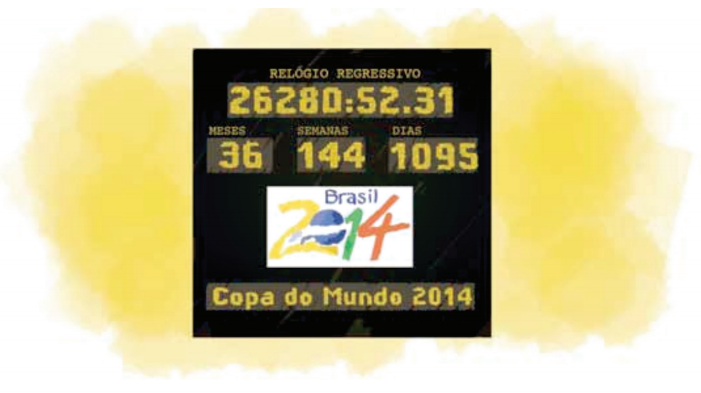 RELÓGIO REGRESSIVO
26280:52.31
MESES SEMANAS DIAS
36 144 1095
Brasil
2014
Copa do Mundo 2014